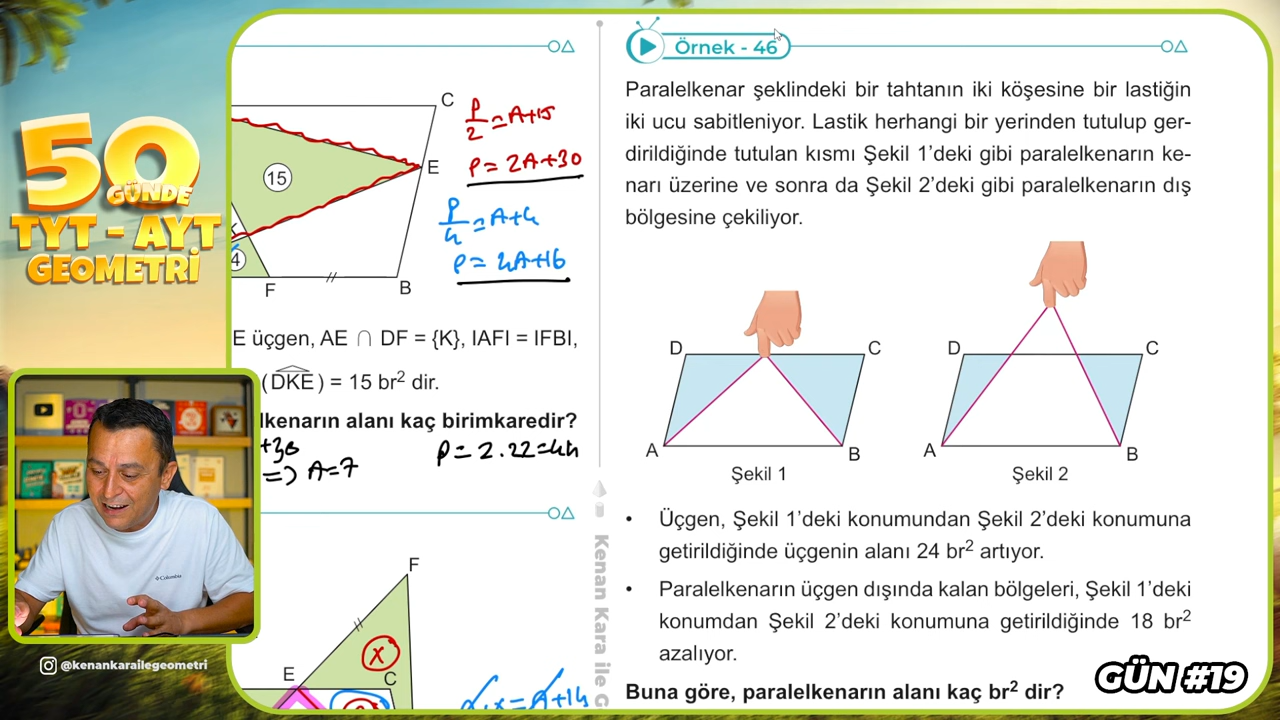 50
GÜNDE
TYT - AYT
GEOMETRİ
C
15
E
4
F
B
P/2 = A+15
P = 2A+30
P/4 = A+4
P = 4A+16
E üçgen, AE ∩ DF = {K}, IAFI = IFBI,
(DKE) = 15 br² dir.
lkenarın alanı kaç birimkaredir?
+30
=> A=7
P = 2.22=44
F
x
E
C
Kenan Kara ile G
Örnek - 46
Paralelkenar şeklindeki bir tahtanın iki köşesine bir lastiğin
iki ucu sabitleniyor. Lastik herhangi bir yerinden tutulup ger-
dirildiğinde tutulan kısmı Şekil 1’deki gibi paralelkenarın ke-
narı üzerine ve sonra da Şekil 2’deki gibi paralelkenarın dış
bölgesine çekiliyor.
D C D C
A B A B
Şekil 1 Şekil 2
• Üçgen, Şekil 1’deki konumundan Şekil 2’deki konumuna
getirildiğinde üçgenin alanı 24 br² artıyor.
• Paralelkenarın üçgen dışında kalan bölgeleri, Şekil 1’deki
konumdan Şekil 2’deki konumuna getirildiğinde 18 br²
azalıyor.
Buna göre, paralelkenarın alanı kaç br² dir?
Columbia
@kenankarailegeometri
GÜN #19